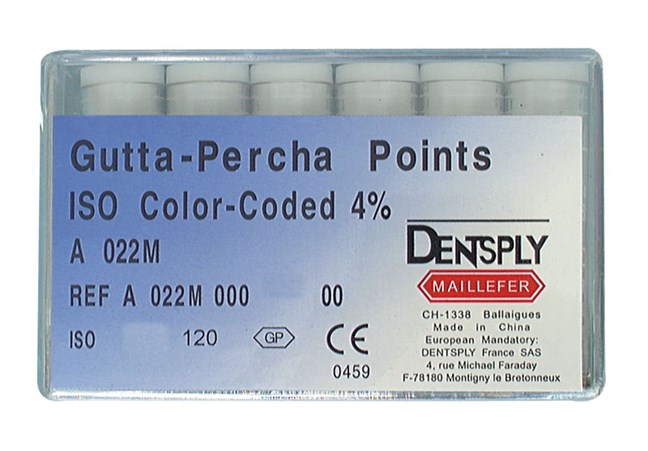 Gutta-Percha Points
ISO Color-Coded 4%
A 022M
REF A 022M 000 00
ISO 120 GP CE
0459
DENTSPLY
MAILLEFER
CH-1338 Ballaigues
Made in China
European Mandatory:
DENTSPLY France SAS
4, rue Michael Faraday
F-78180 Montigny le Bretonneux